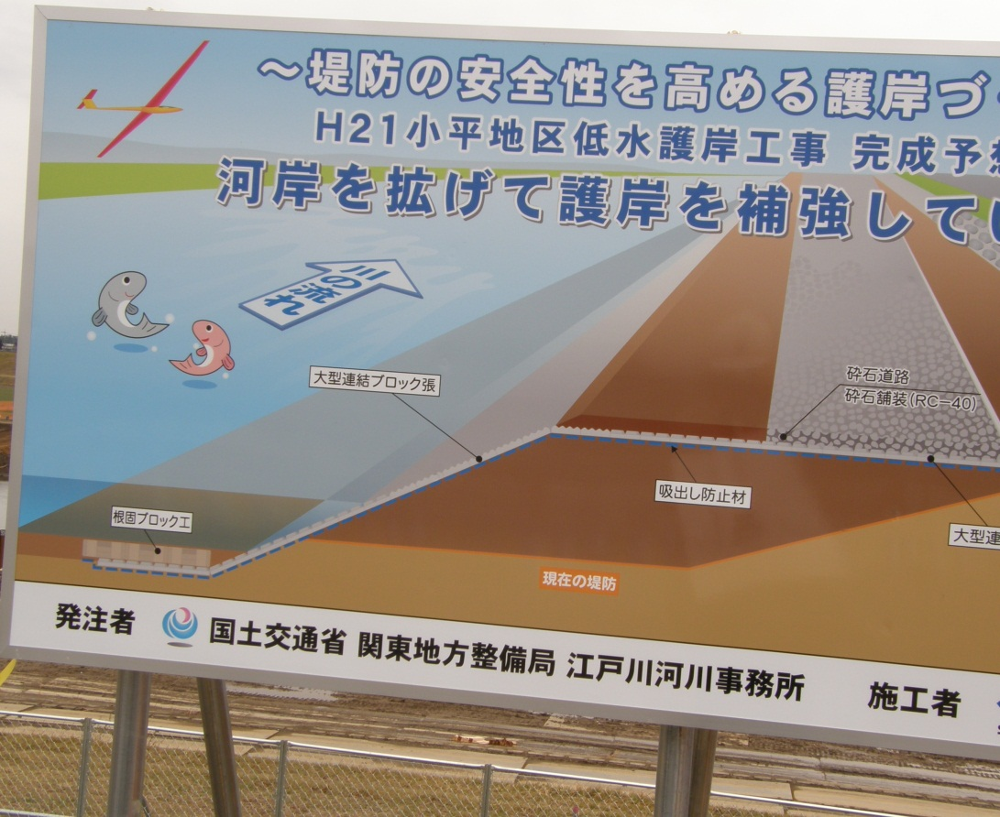 ～堤防の安全性を高める護岸づ
H21小平地区低水護岸工事 完成予想
河岸を拡げて護岸を補強してい
川の流れ
大型連結ブロック張
砕石道路
砕石舗装(RC-40)
吸出し防止材
根固ブロック工
大型連
現在の堤防
発注者 国土交通省 関東地方整備局 江戸川河川事務所 施工者